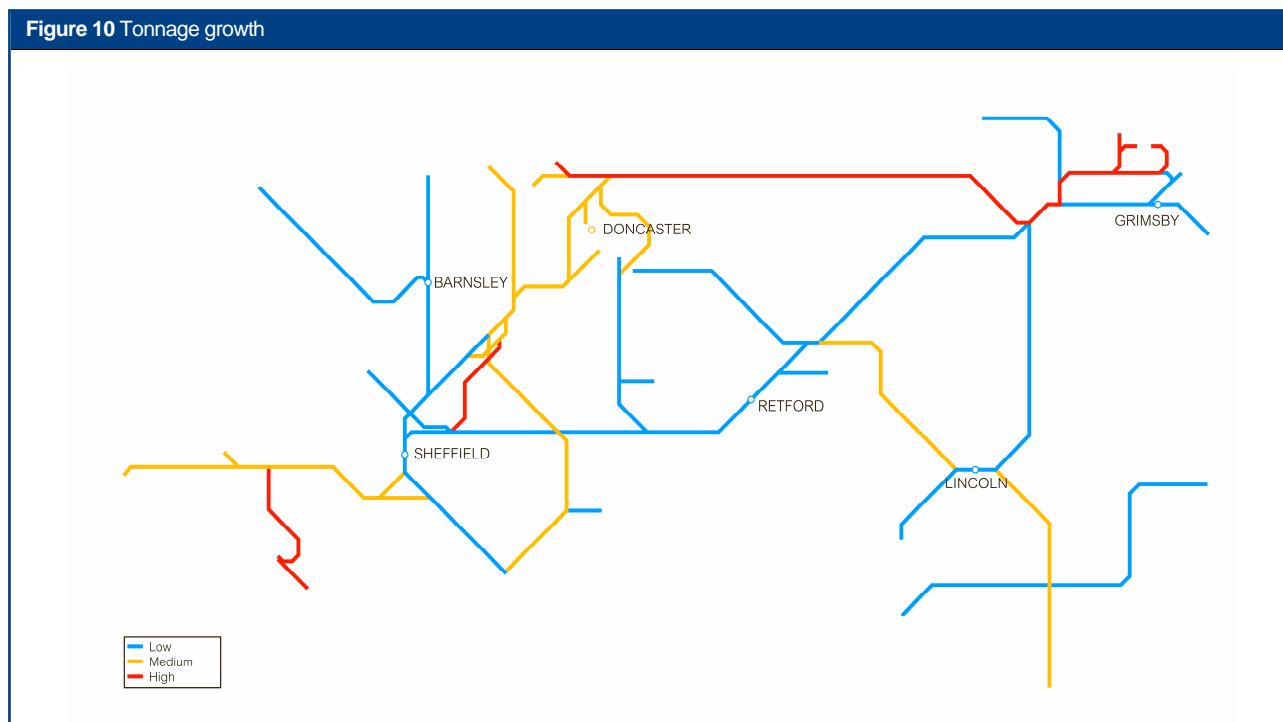 Figure 10 Tonnage growth
DONCASTER
GRIMSBY
BARNSLEY
RETFORD
SHEFFIELD
LINCOLN
Low
Medium
High